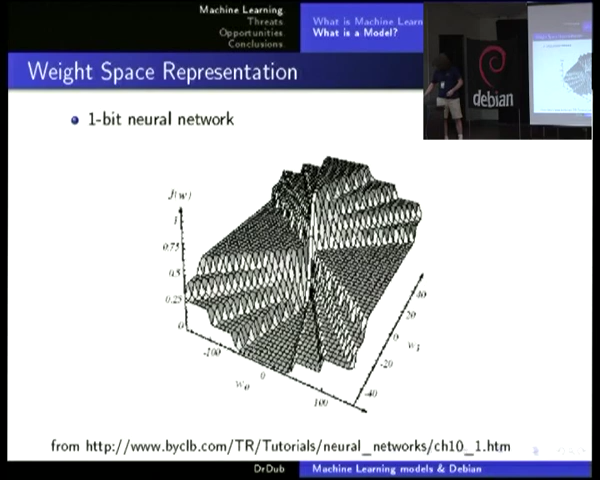 Machine Learning
Threats
Opportunities
Conclusions
What is Machine Learn
What is a Model?
Weight Space Representation
debian
1-bit neural network
f(w)
1
0.75
0.5
0.25
0
-100
0
100
w₀
40
20
0
-20
-40
w₁
from http://www.byclb.com/TR/Tutorials/neural_networks/ch10_1.htm
DrDub
Machine Learning models & Debian